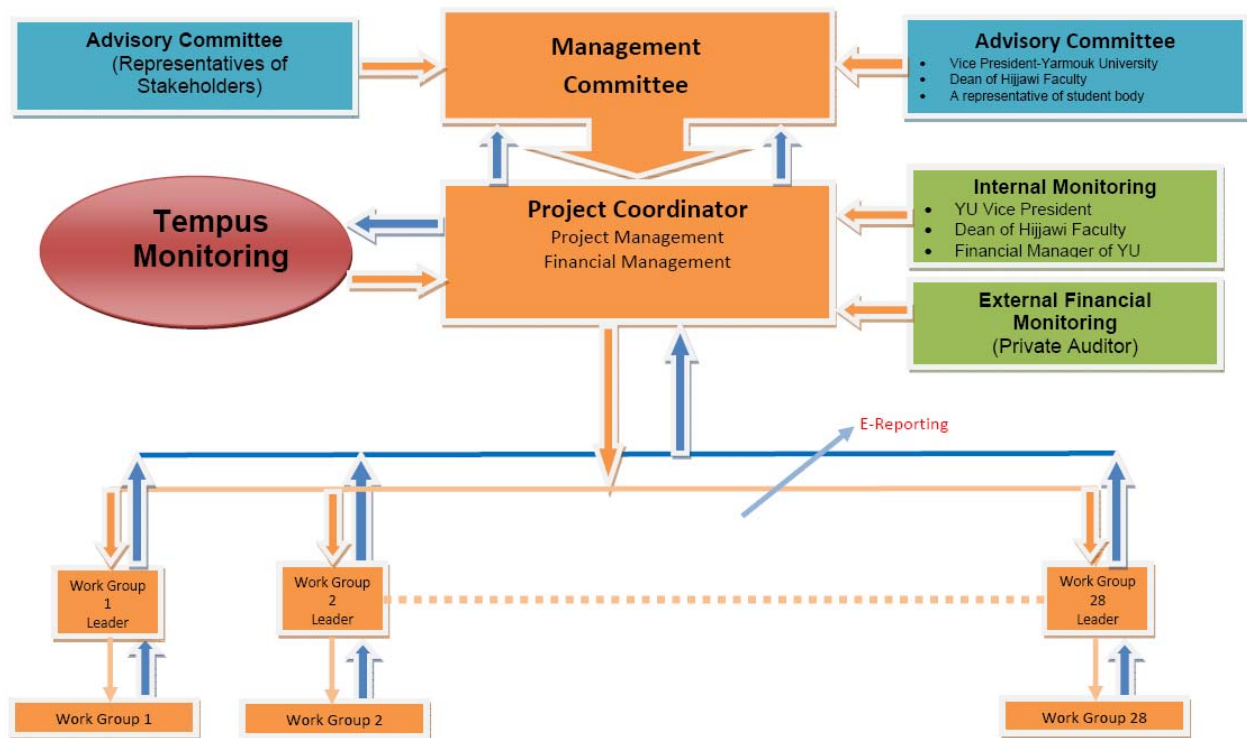 Advisory Committee
(Representatives of
Stakeholders)
Management
Committee
Advisory Committee
• Vice President-Yarmouk University
• Dean of Hijjawi Faculty
• A representative of student body
Tempus
Monitoring
Project Coordinator
Project Management
Financial Management
Internal Monitoring
• YU Vice President
• Dean of Hijjawi Faculty
• Financial Manager of YU
External Financial
Monitoring
(Private Auditor)
E-Reporting
Work Group
1
Leader
Work Group
2
Leader
Work Group
28
Leader
Work Group 1
Work Group 2
Work Group 28